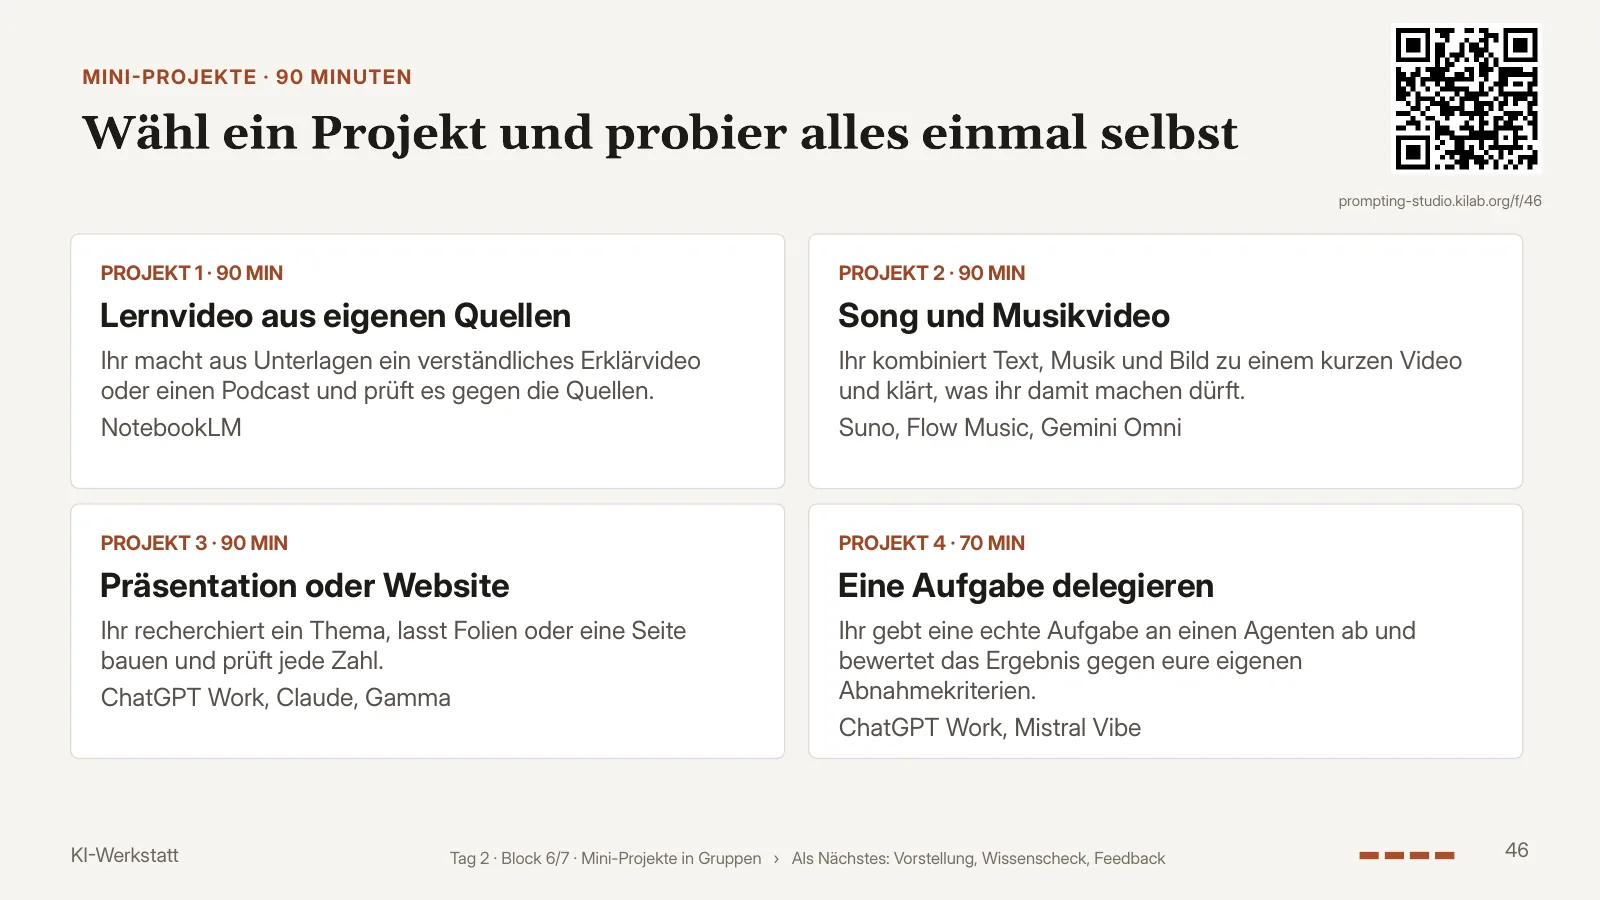 MINI-PROJEKTE · 90 MINUTEN
Wähl ein Projekt und probier alles einmal selbst
prompting-studio.kilab.org/f/46
PROJEKT 1 · 90 MIN
Lernvideo aus eigenen Quellen
Ihr macht aus Unterlagen ein verständliches Erklärvideo
oder einen Podcast und prüft es gegen die Quellen.
NotebookLM
PROJEKT 2 · 90 MIN
Song und Musikvideo
Ihr kombiniert Text, Musik und Bild zu einem kurzen Video
und klärt, was ihr damit machen dürft.
Suno, Flow Music, Gemini Omni
PROJEKT 3 · 90 MIN
Präsentation oder Website
Ihr recherchiert ein Thema, lasst Folien oder eine Seite
bauen und prüft jede Zahl.
ChatGPT Work, Claude, Gamma
PROJEKT 4 · 70 MIN
Eine Aufgabe delegieren
Ihr gebt eine echte Aufgabe an einen Agenten ab und
bewertet das Ergebnis gegen eure eigenen
Abnahmekriterien.
ChatGPT Work, Mistral Vibe
KI-Werkstatt
Tag 2 · Block 6/7 · Mini-Projekte in Gruppen › Als Nächstes: Vorstellung, Wissenscheck, Feedback
46